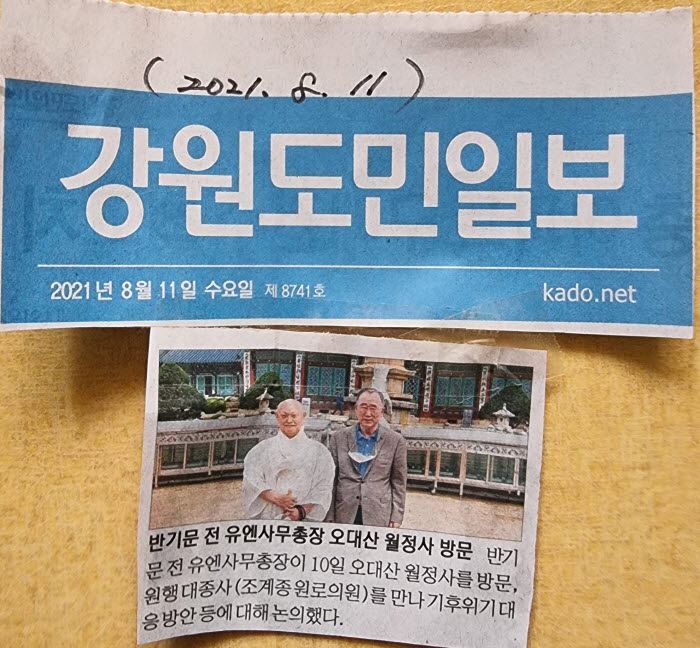 (2021. 8. 11)
강원도민일보
2021년 8월 11일 수요일 제 8741호 kado.net
반기문 전 유엔사무총장 오대산 월정사 방문 반기
문 전 유엔사무총장이 10일 오대산 월정사를 방문,
원행 대종사 (조계종 원로의원)를 만나 기후위기 대
응 방안 등에 대해 논의했다.